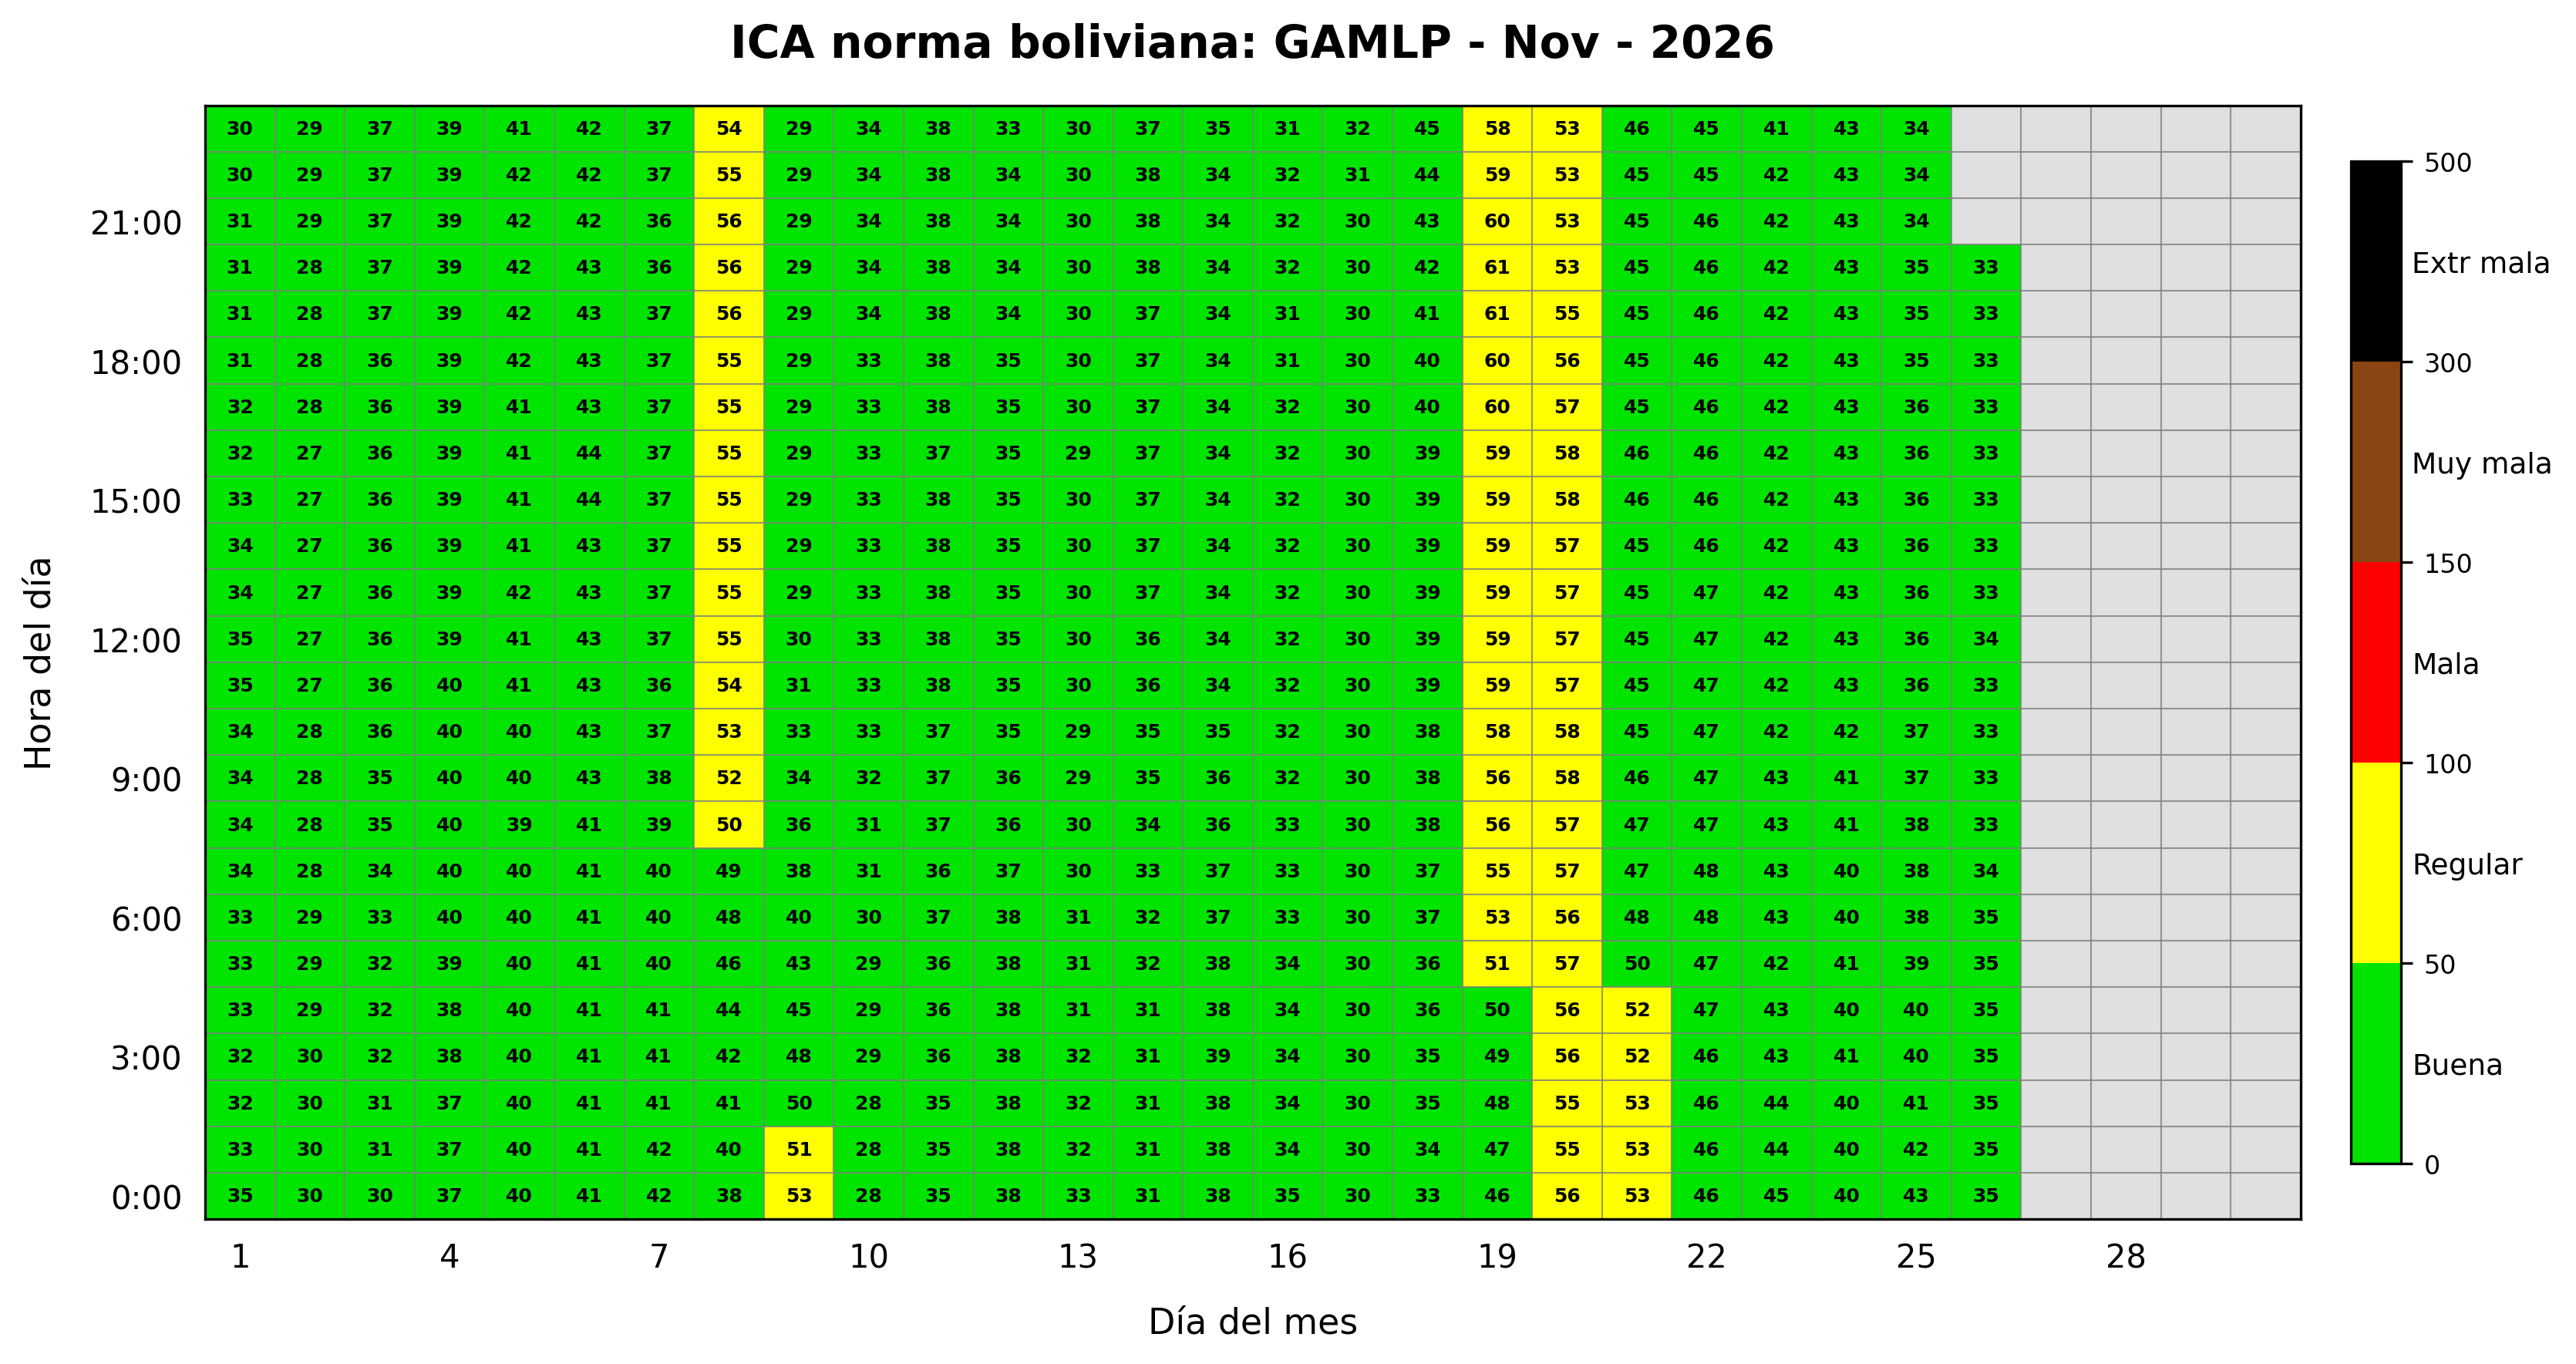 ICA norma boliviana: GAMLP - Nov - 2026
30 29 37 39 41 42 37 54 29 34 38 33 30 37 35 31 32 45 58 53 46 45 41 43 34
30 29 37 39 42 42 37 55 29 34 38 34 30 38 34 32 31 44 59 53 45 45 42 43 34
21:00 31 29 37 39 42 42 36 56 29 34 38 34 30 38 34 32 30 43 60 53 45 46 42 43 34
31 28 37 39 42 43 36 56 29 34 38 34 30 38 34 32 30 42 61 53 45 46 42 43 35 33
31 28 37 39 42 43 37 56 29 34 38 34 30 37 34 31 30 41 61 55 45 46 42 43 35 33
18:00 31 28 36 39 42 43 37 55 29 33 38 35 30 37 34 31 30 40 60 56 45 46 42 43 35 33
32 28 36 39 41 43 37 55 29 33 38 35 30 37 34 32 30 40 60 57 45 46 42 43 36 33
32 27 36 39 41 44 37 55 29 33 37 35 29 37 34 32 30 39 59 58 46 46 42 43 36 33
15:00 33 27 36 39 41 44 37 55 29 33 38 35 30 37 34 32 30 39 59 58 46 46 42 43 36 33
34 27 36 39 41 43 37 55 29 33 38 35 30 37 34 32 30 39 59 57 45 46 42 43 36 33
34 27 36 39 42 43 37 55 29 33 38 35 30 37 34 32 30 39 59 57 45 47 42 43 36 33
12:00 35 27 36 39 41 43 37 55 30 33 38 35 30 36 34 32 30 39 59 57 45 47 42 43 36 34
35 27 36 40 41 43 36 54 31 33 38 35 30 36 34 32 30 39 59 57 45 47 42 43 36 33
34 28 36 40 40 43 37 53 33 33 37 35 29 35 35 32 30 38 58 58 45 47 42 42 37 33
9:00 34 28 35 40 40 43 38 52 34 32 37 36 29 35 36 32 30 38 56 58 46 47 43 41 37 33
34 28 35 40 39 41 39 50 36 31 37 36 30 34 36 33 30 38 56 57 47 47 43 41 38 33
34 28 34 40 40 41 40 49 38 31 36 37 30 33 37 33 30 37 55 57 47 48 43 40 38 34
6:00 33 29 33 40 40 41 40 48 40 30 37 38 31 32 37 33 30 37 53 56 48 48 43 40 38 35
33 29 32 39 40 41 40 46 43 29 36 38 31 32 38 34 30 36 51 57 50 47 42 41 39 35
33 29 32 38 40 41 41 44 45 29 36 38 31 31 38 34 30 36 50 56 52 47 43 40 40 35
3:00 32 30 32 38 40 41 41 42 48 29 36 38 32 31 39 34 30 35 49 56 52 46 43 41 40 35
32 30 31 37 40 41 41 41 50 28 35 38 32 31 38 34 30 35 48 55 53 46 44 40 41 35
33 30 31 37 40 41 42 40 51 28 35 38 32 31 38 34 30 34 47 55 53 46 44 40 42 35
0:00 35 30 30 37 40 41 42 38 53 28 35 38 33 31 38 35 30 33 46 56 53 46 45 40 43 35
1 4 7 10 13 16 19 22 25 28
Día del mes
Hora del día
500
Extr mala
300
Muy mala
150
Mala
100
Regular
50
Buena
0